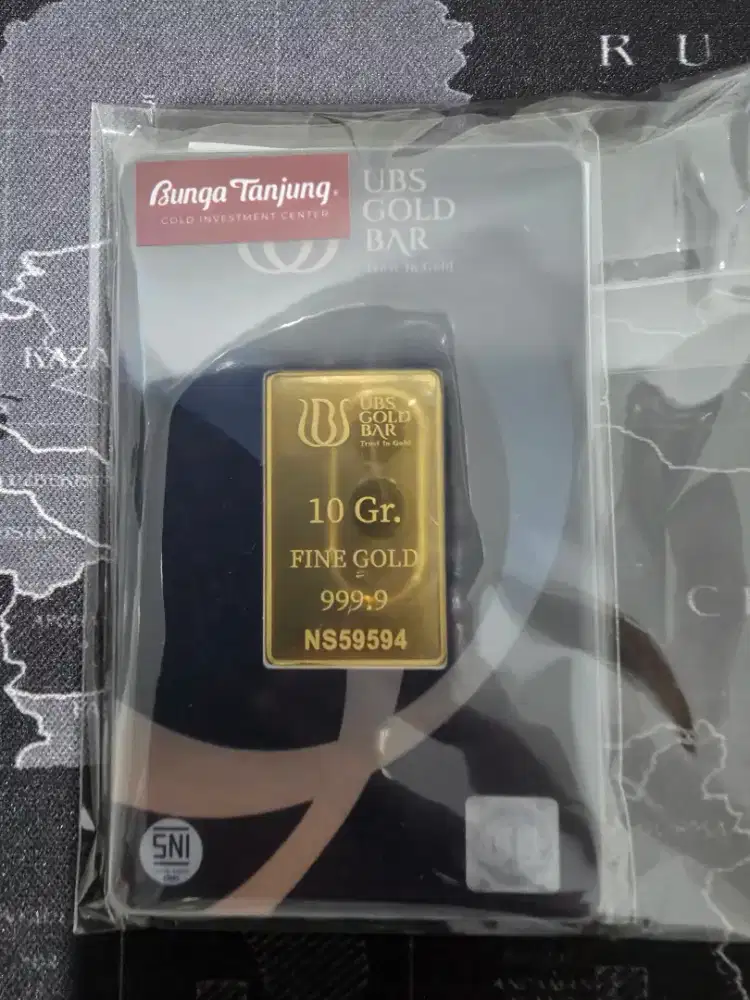 R U
Bunga Tanjung
GOLD INVESTMENT CENTER
UBS
GOLD
BAR
Trust In Gold
KAZA
UBS
GOLD
BAR
Trust In Gold
10 Gr.
FINE GOLD
999.9
NS59594
C
SNI